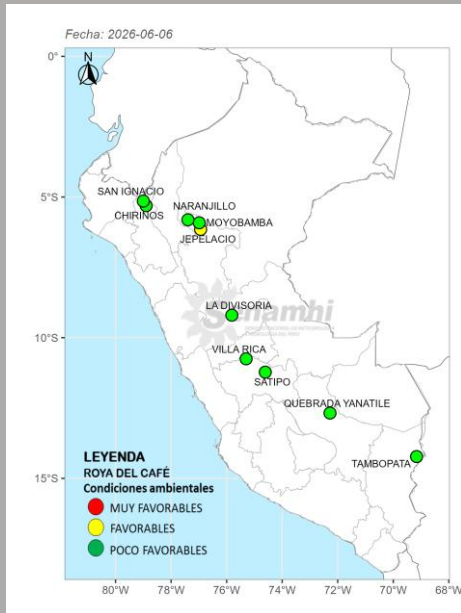 Fecha: 2026-06-06
N
0°
SAN IGNACIO
NARANJILLO
5°S
CHIRINOS
MOYOBAMBA
JEPELACIO
LA DIVISORIA
Senamhi
10°S
VILLA RICA
SATIPO
QUEBRADA YANATILE
TAMBOPATA
LEYENDA
ROYA DEL CAFÉ
15°S
Condiciones ambientales
MUY FAVORABLES
FAVORABLES
POCO FAVORABLES
80°W 78°W 76°W 74°W 72°W 70°W 68°W